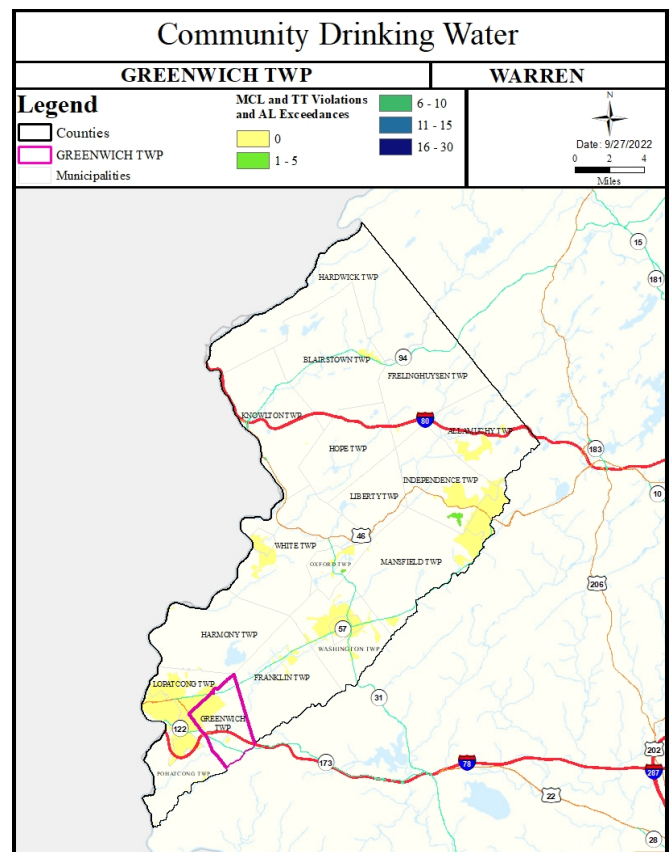 Community Drinking Water
GREENWICH TWP
WARREN
Legend
Counties
GREENWICH TWP
Municipalities
MCL and TT Violations
and AL Exceedances
0
1 - 5
6 - 10
11 - 15
16 - 30
N
Date: 9/27/2022
0 2 4
Miles
HARDWICK TWP
15
181
BLAIRSTOWN TWP
94
FRELINGHUYSEN TWP
KNOWLTON TWP
80
ALLAMUCHY TWP
HOPE TWP
183
INDEPENDENCE TWP
10
LIBERTY TWP
46
WHITE TWP
OXFORD TWP
MANSFIELD TWP
206
HARMONY TWP
57
WASHINGTON TWP
FRANKLIN TWP
LOPATCONG TWP
31
GREENWICH
TWP
122
202
173
78
287
POHATCONG TWP
22
28